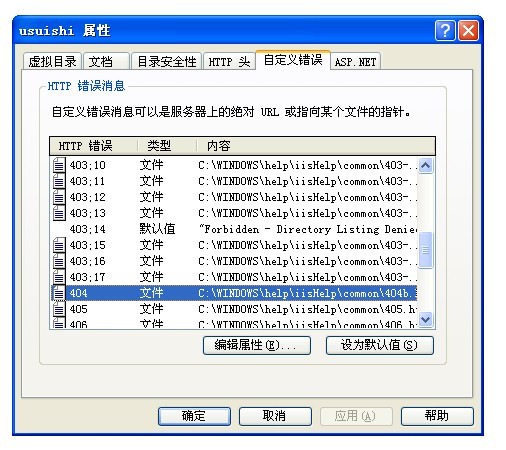 usuishi 属性
虚拟目录 文档 目录安全性 HTTP 头 自定义错误 ASP.NET
HTTP 错误消息
自定义错误消息可以是服务器上的绝对 URL 或指向某个文件的指针。
HTTP 错误 类型 内容
403;10 文件 C:\WINDOWS\help\iisHelp\common\403-..
403;11 文件 C:\WINDOWS\help\iisHelp\common\403-..
403;12 文件 C:\WINDOWS\help\iisHelp\common\403-..
403;13 文件 C:\WINDOWS\help\iisHelp\common\403-..
403;14 默认值 "Forbidden - Directory Listing Denie
403;15 文件 C:\WINDOWS\help\iisHelp\common\403-..
403;16 文件 C:\WINDOWS\help\iisHelp\common\403-..
403;17 文件 C:\WINDOWS\help\iisHelp\common\403-..
404 文件 C:\WINDOWS\help\iisHelp\common\404b.
405 文件 C:\WINDOWS\help\iisHelp\common\405.h
406 文件 C:\WINDOWS\help\iisHelp\common\406.h
编辑属性(E)... 设为默认值(S)
确定 取消 应用(A) 帮助